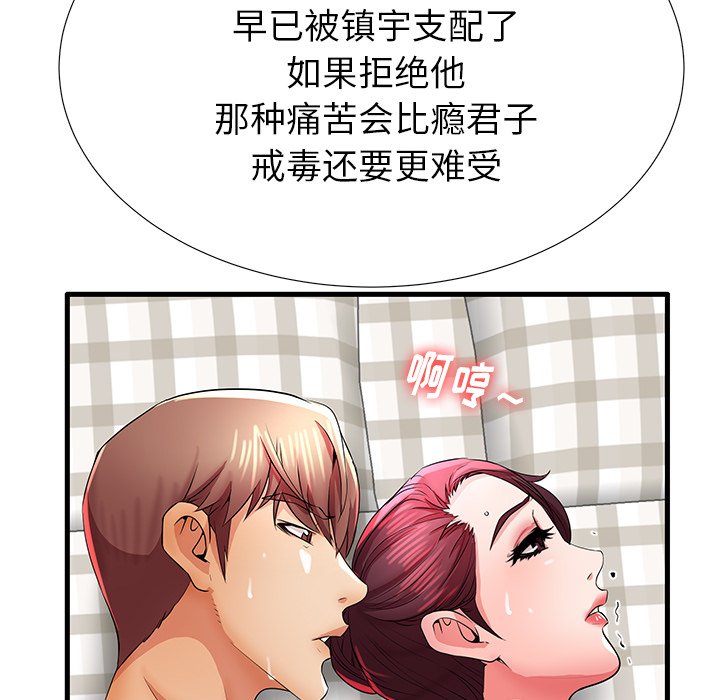 早已被镇宇支配了
如果拒绝他
那种痛苦会比瘾君子
戒毒还要更难受
啊哼~